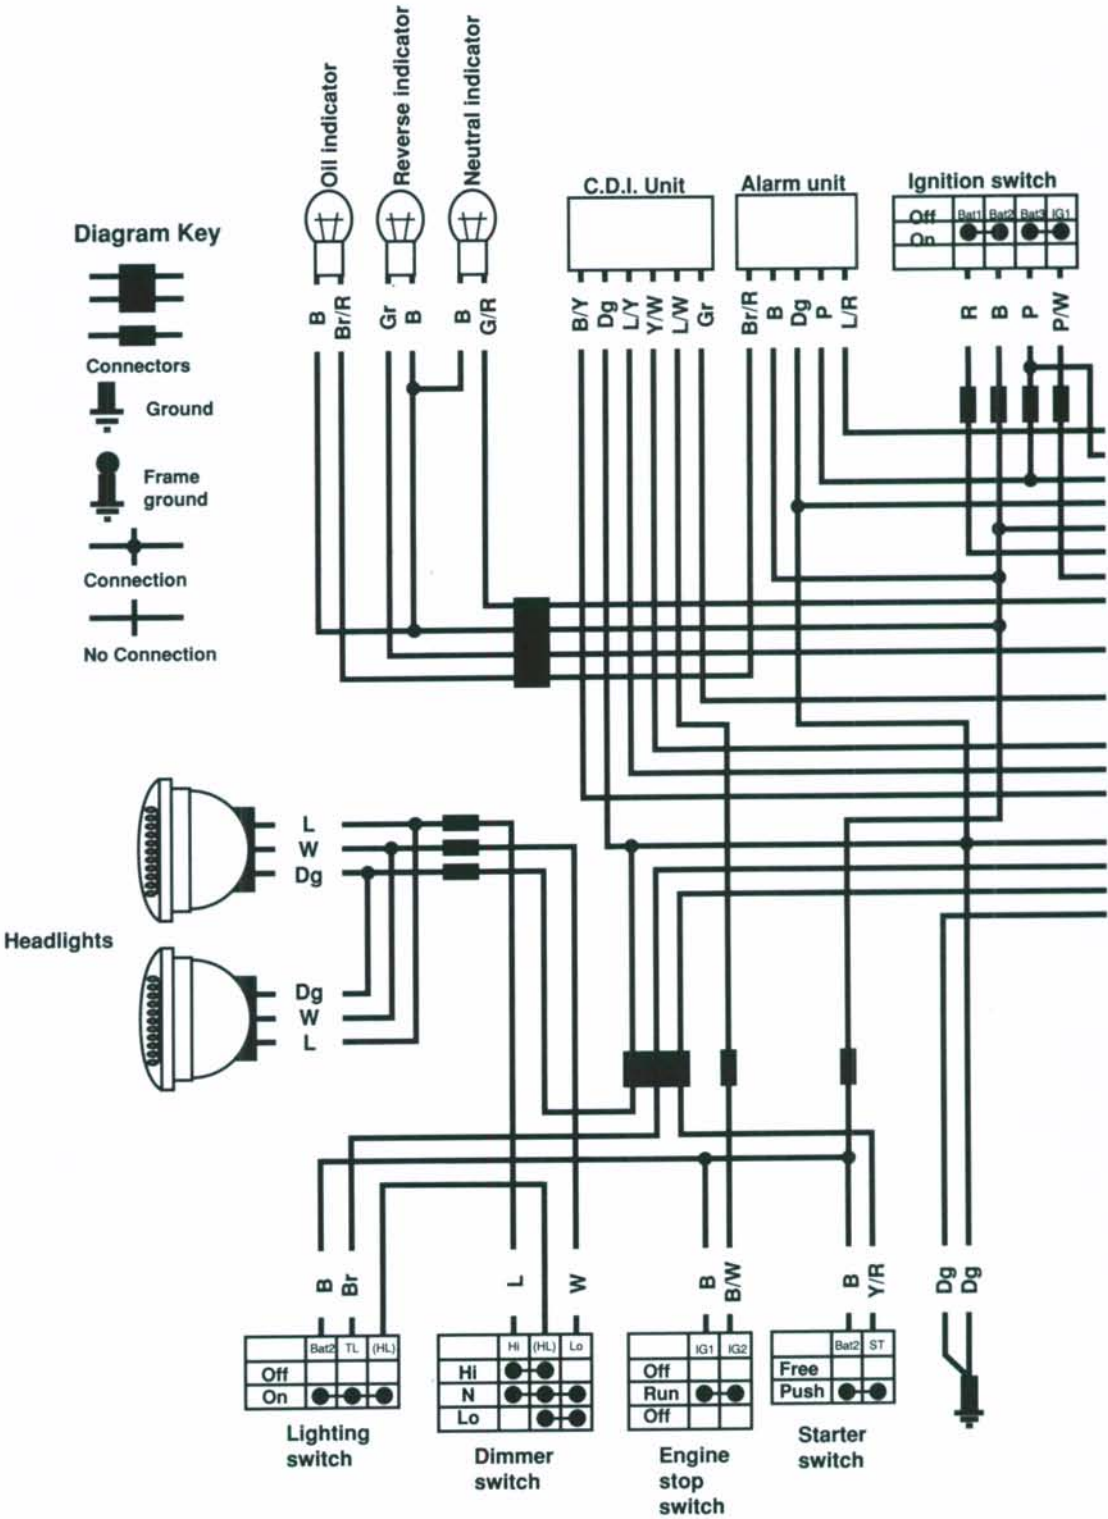 Oil indicator
Reverse indicator
Neutral indicator
C.D.I. Unit
Alarm unit
Ignition switch
Off Bat1 Bat2 Bat3 IG1
On
Diagram Key
Connectors
Ground
Frame
ground
Connection
No Connection
B Br/R Gr B B G/R
B/Y Dg L/Y Y/W L/W Gr
Br/R B Dg P L/R
R B P P/W
L
W
Dg
Headlights
Dg
W
L
B Br
L W
B B/W
B Y/R
Dg Dg
Bat2 TL (HL)
Off
On
Lighting
switch
Hi (HL) Lo
Hi
N
Lo
Dimmer
switch
IG1 IG2
Off
Run
Off
Engine
stop
switch
Bat2 ST
Free
Push
Starter
switch